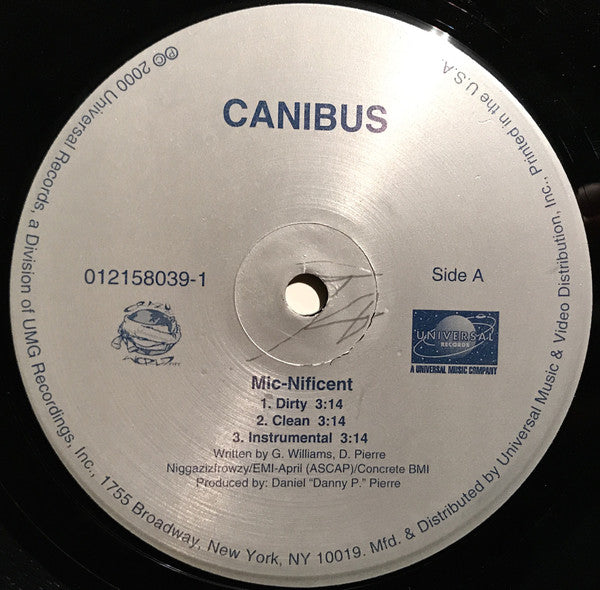 CANIBUS
012158039-1
Side A
UNIVERSAL
RECORDS
A UNIVERSAL MUSIC COMPANY
Mic-Nificent
1. Dirty 3:14
2. Clean 3:14
3. Instrumental 3:14
Written by G. Williams, D. Pierre
Niggazizfrowzy/EMI-April (ASCAP)/Concrete BMI
Produced by: Daniel "Danny P." Pierre
℗© 2000 Universal Records, a Division of UMG Recordings, Inc., 1755 Broadway, New York, NY 10019. Mfd. & Distributed by Universal Music & Video Distribution, Inc., Printed in the U.S.A.